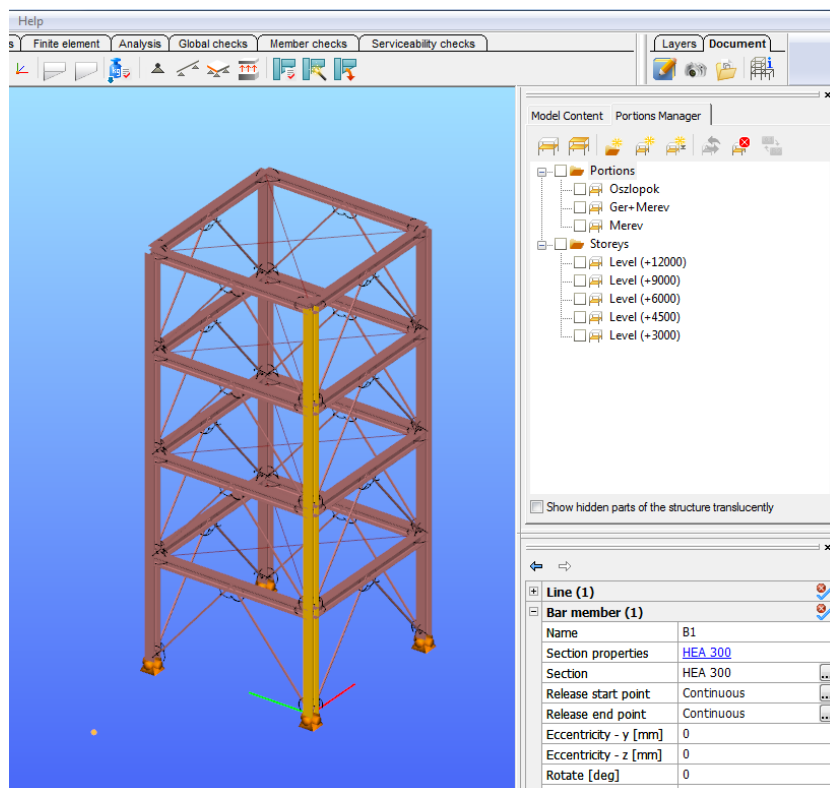 Help
s Finite element Analysis Global checks Member checks Serviceability checks
Layers Document
Model Content Portions Manager
Portions
Oszlopok
Ger+Merev
Merev
Storeys
Level (+12000)
Level (+9000)
Level (+6000)
Level (+4500)
Level (+3000)
Show hidden parts of the structure translucently
Line (1)
Bar member (1)
Name B1
Section properties HEA 300
Section HEA 300 ...
Release start point Continuous ...
Release end point Continuous ...
Eccentricity - y [mm] 0
Eccentricity - z [mm] 0
Rotate [deg] 0